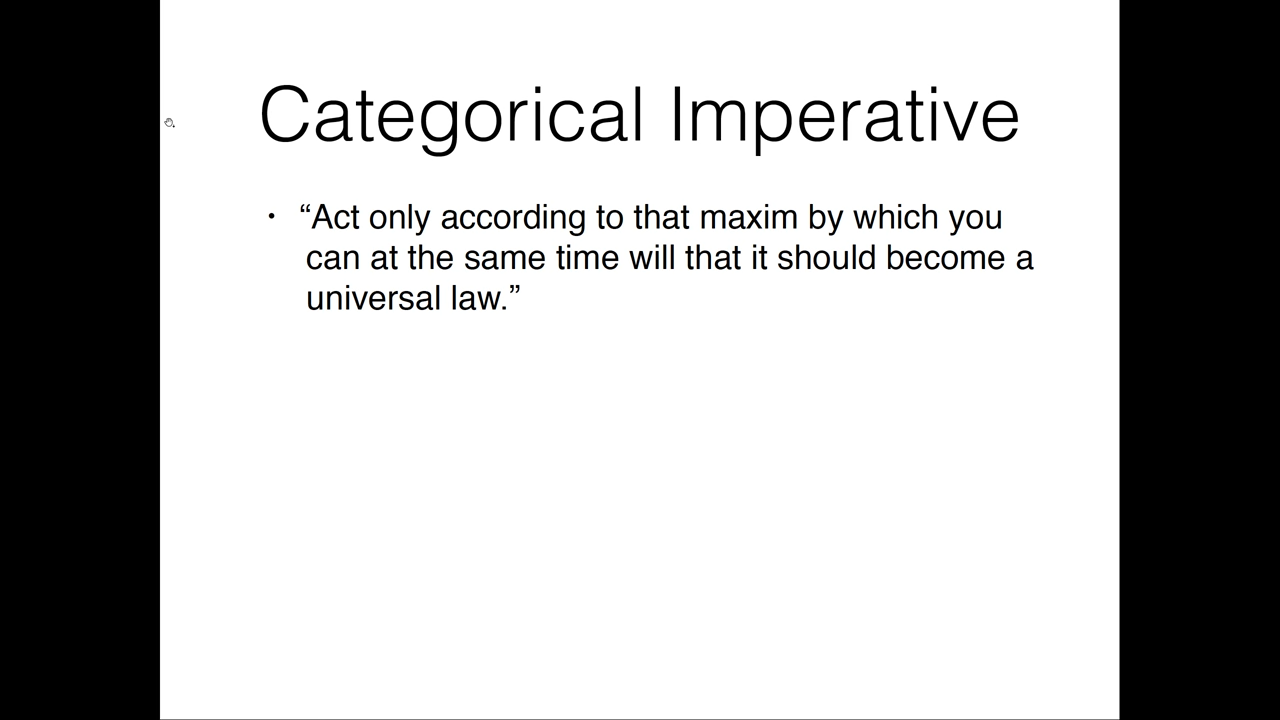 Categorical Imperative
• “Act only according to that maxim by which you
can at the same time will that it should become a
universal law.”